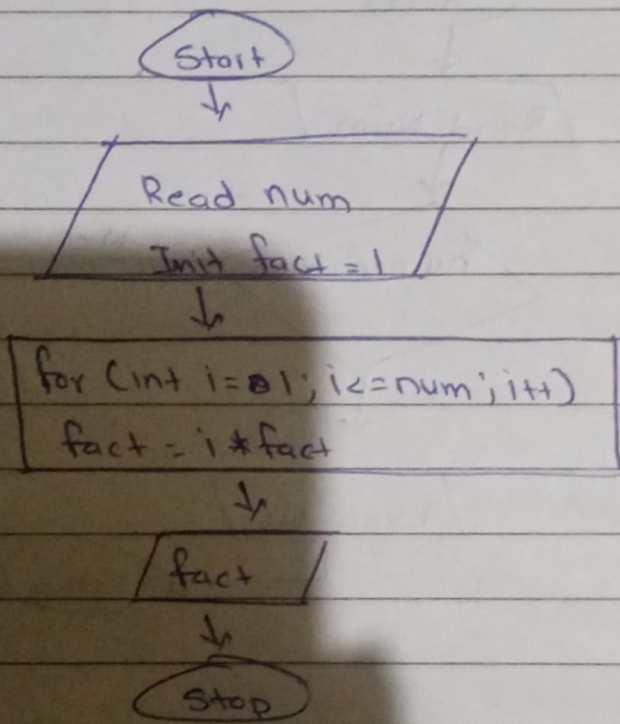 Start
Read num
Init fact = 1
for (int i = 1; i <= num; i++)
fact = i * fact
fact
Stop